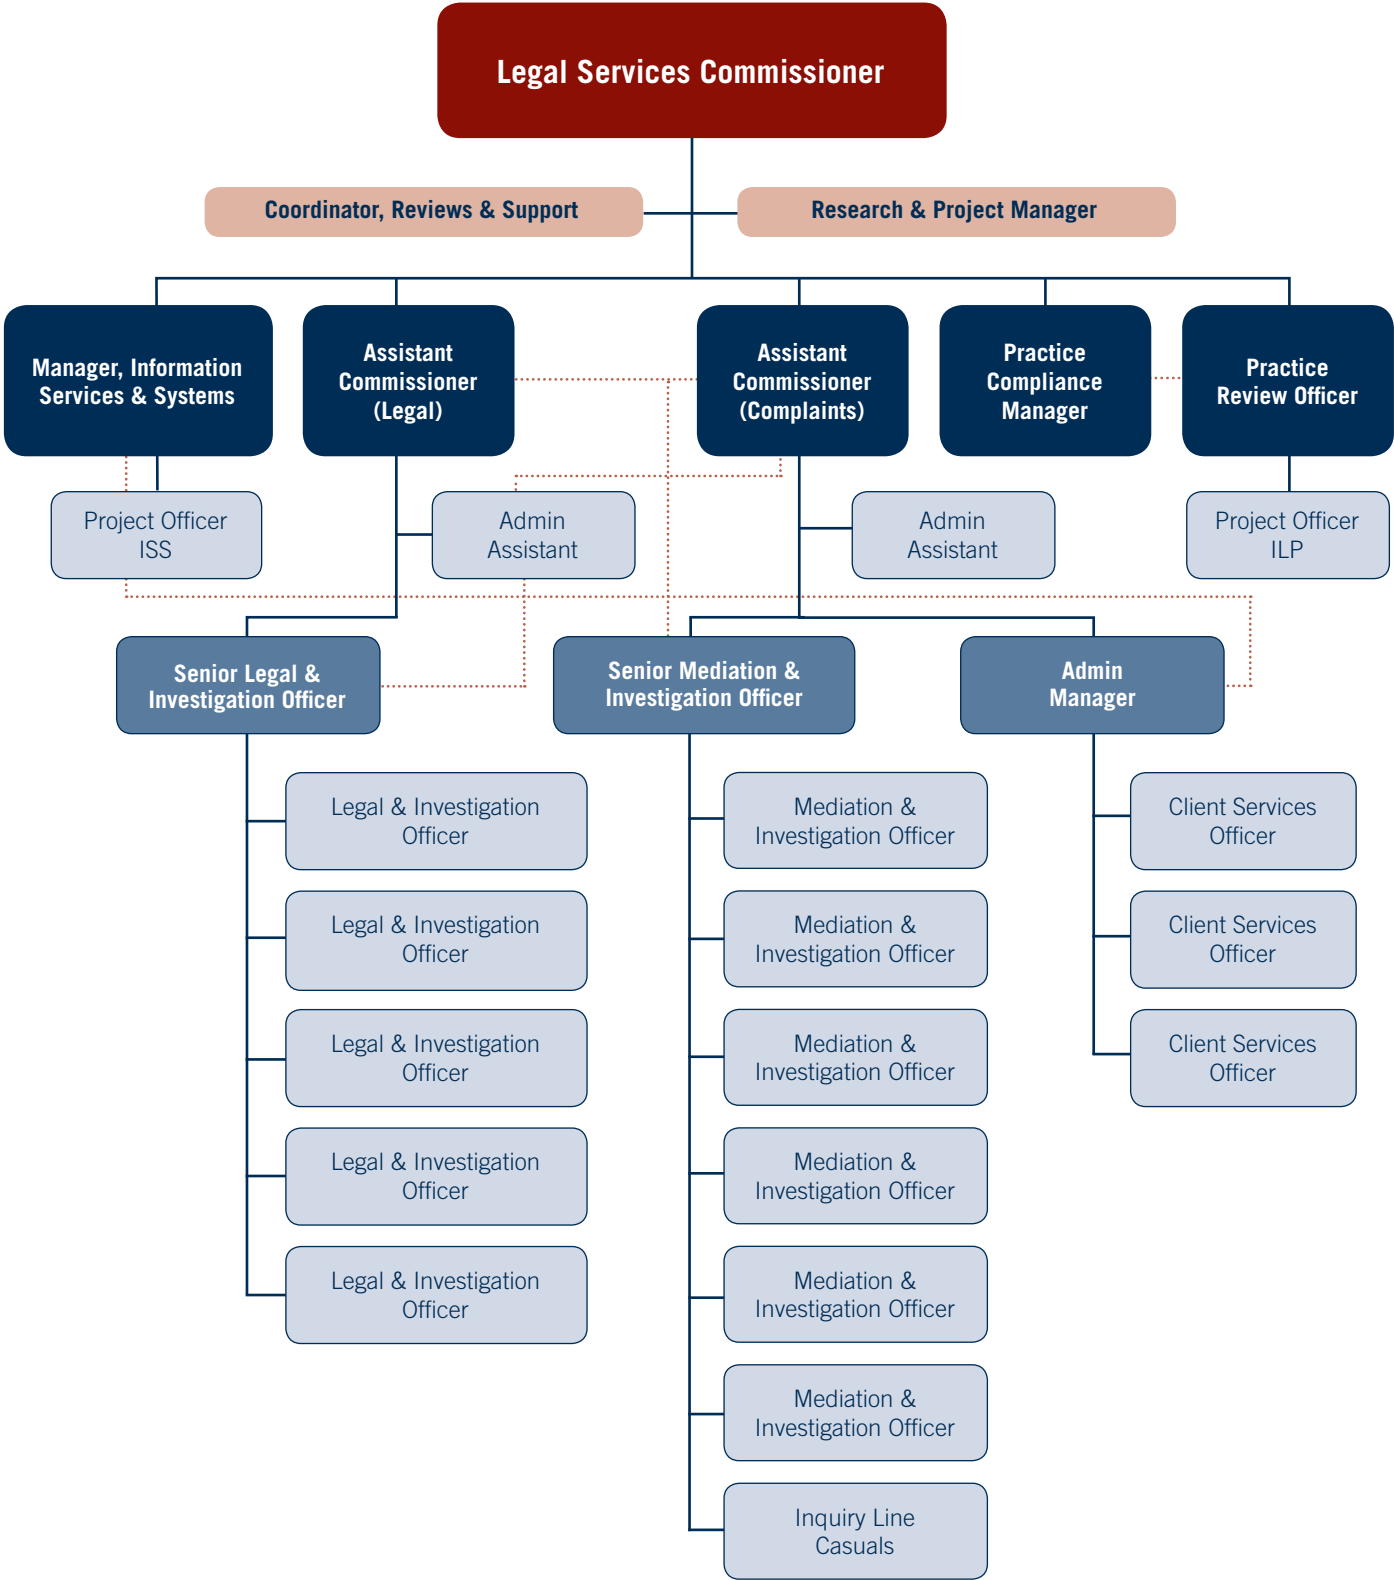 Legal Services Commissioner
Coordinator, Reviews & Support
Research & Project Manager
Manager, Information
Services & Systems
Assistant
Commissioner
(Legal)
Assistant
Commissioner
(Complaints)
Practice
Compliance
Manager
Practice
Review Officer
Project Officer
ISS
Admin
Assistant
Admin
Assistant
Project Officer
ILP
Senior Legal &
Investigation Officer
Senior Mediation &
Investigation Officer
Admin
Manager
Legal & Investigation
Officer
Legal & Investigation
Officer
Legal & Investigation
Officer
Legal & Investigation
Officer
Legal & Investigation
Officer
Mediation &
Investigation Officer
Mediation &
Investigation Officer
Mediation &
Investigation Officer
Mediation &
Investigation Officer
Mediation &
Investigation Officer
Mediation &
Investigation Officer
Inquiry Line
Casuals
Client Services
Officer
Client Services
Officer
Client Services
Officer